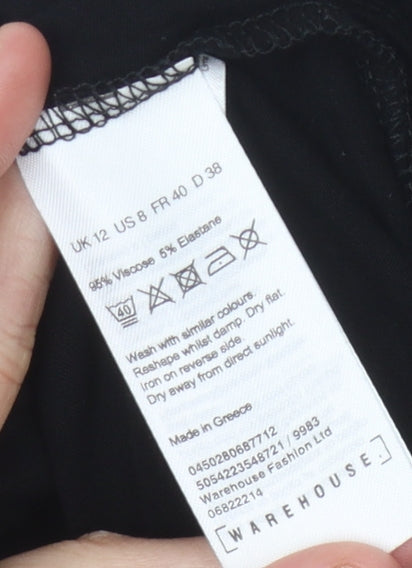 UK 12 US 8 FR 40 D 38
95% Viscose 5% Elastane
40
Wash with similar colours.
Reshape whilst damp. Dry flat.
Iron on reverse side.
Dry away from direct sunlight
Made in Greece
0450280687712
5054223548721 / 9983
Warehouse Fashion Ltd
06822214
[WAREHOUSE.]